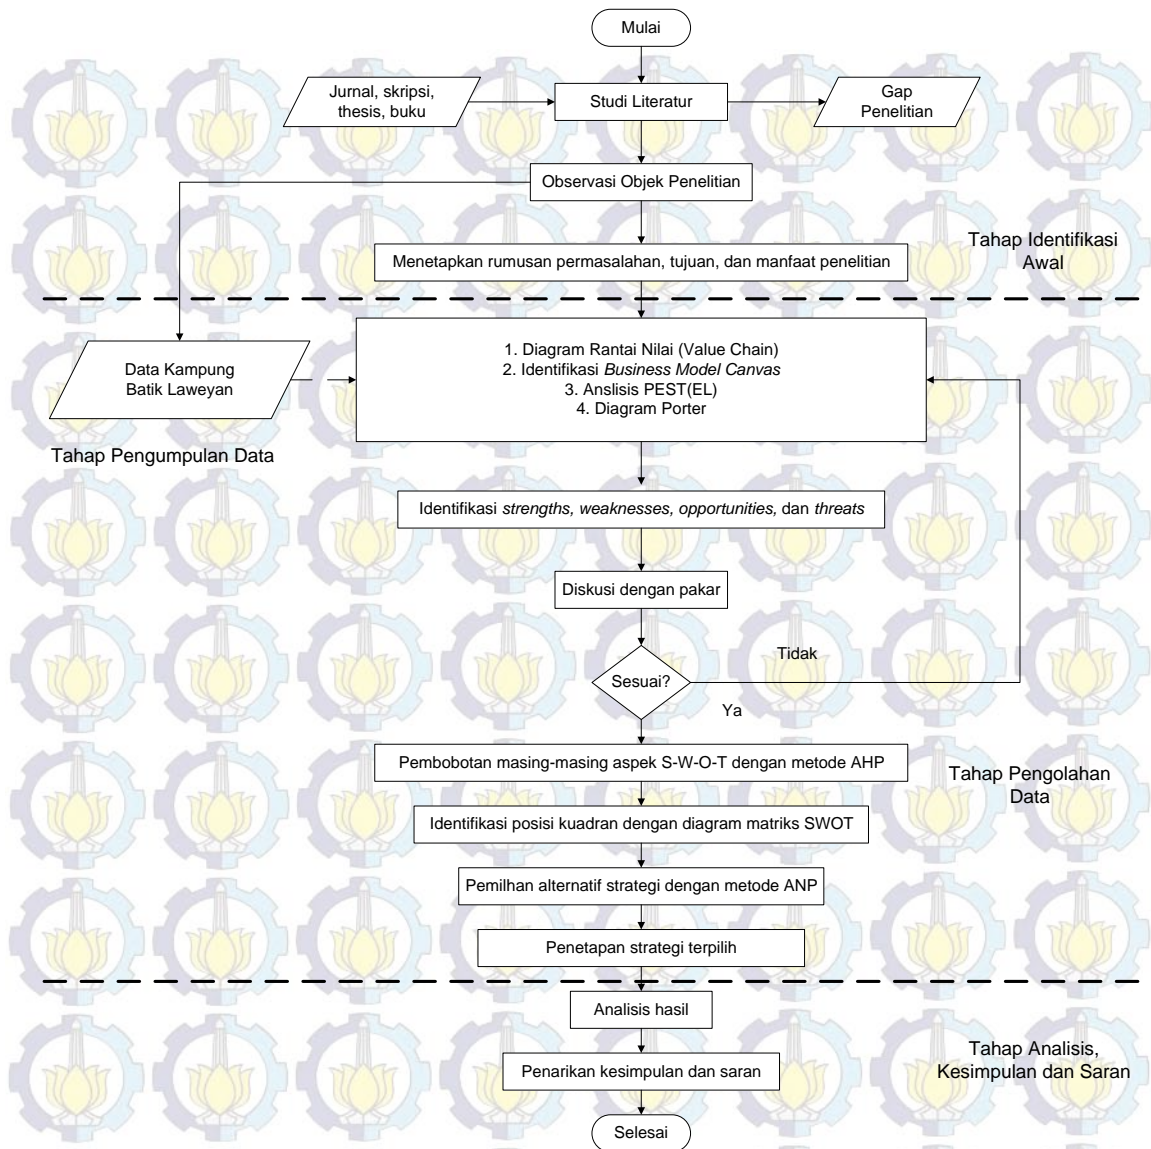 Mulai
Jurnal, skripsi,
thesis, buku
Studi Literatur
Gap
Penelitian
Observasi Objek Penelitian
Tahap Identifikasi
Awal
Menetapkan rumusan permasalahan, tujuan, dan manfaat penelitian
Data Kampung
Batik Laweyan
1. Diagram Rantai Nilai (Value Chain)
2. Identifikasi Business Model Canvas
3. Anslisis PEST(EL)
4. Diagram Porter
Tahap Pengumpulan Data
Identifikasi strengths, weaknesses, opportunities, dan threats
Diskusi dengan pakar
Tidak
Sesuai?
Ya
Pembobotan masing-masing aspek S-W-O-T dengan metode AHP
Tahap Pengolahan
Data
Identifikasi posisi kuadran dengan diagram matriks SWOT
Pemilhan alternatif strategi dengan metode ANP
Penetapan strategi terpilih
Analisis hasil
Tahap Analisis,
Kesimpulan dan Saran
Penarikan kesimpulan dan saran
Selesai